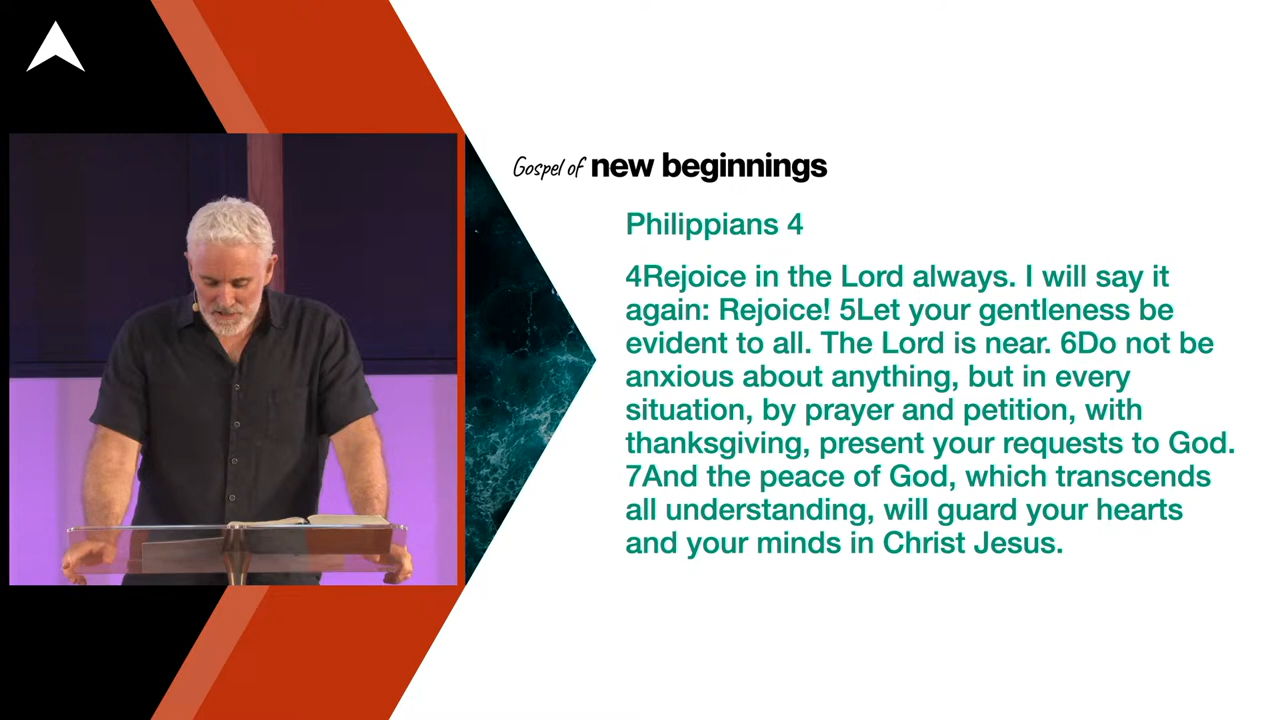 Gospel of new beginnings
Philippians 4
4Rejoice in the Lord always. I will say it
again: Rejoice! 5Let your gentleness be
evident to all. The Lord is near. 6Do not be
anxious about anything, but in every
situation, by prayer and petition, with
thanksgiving, present your requests to God.
7And the peace of God, which transcends
all understanding, will guard your hearts
and your minds in Christ Jesus.